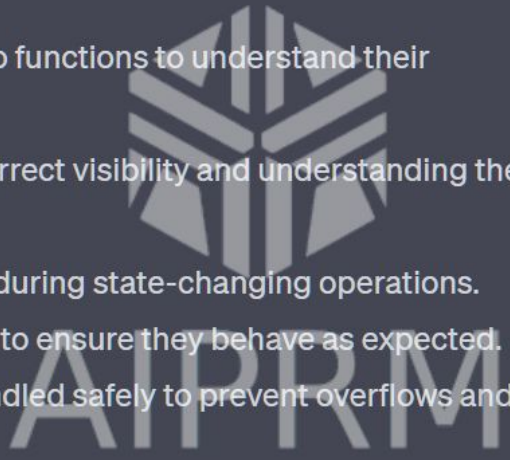 functions to understand their
rrect visibility and understanding the
during state-changing operations.
to ensure they behave as expected.
dled safely to prevent overflows and
AIPRM